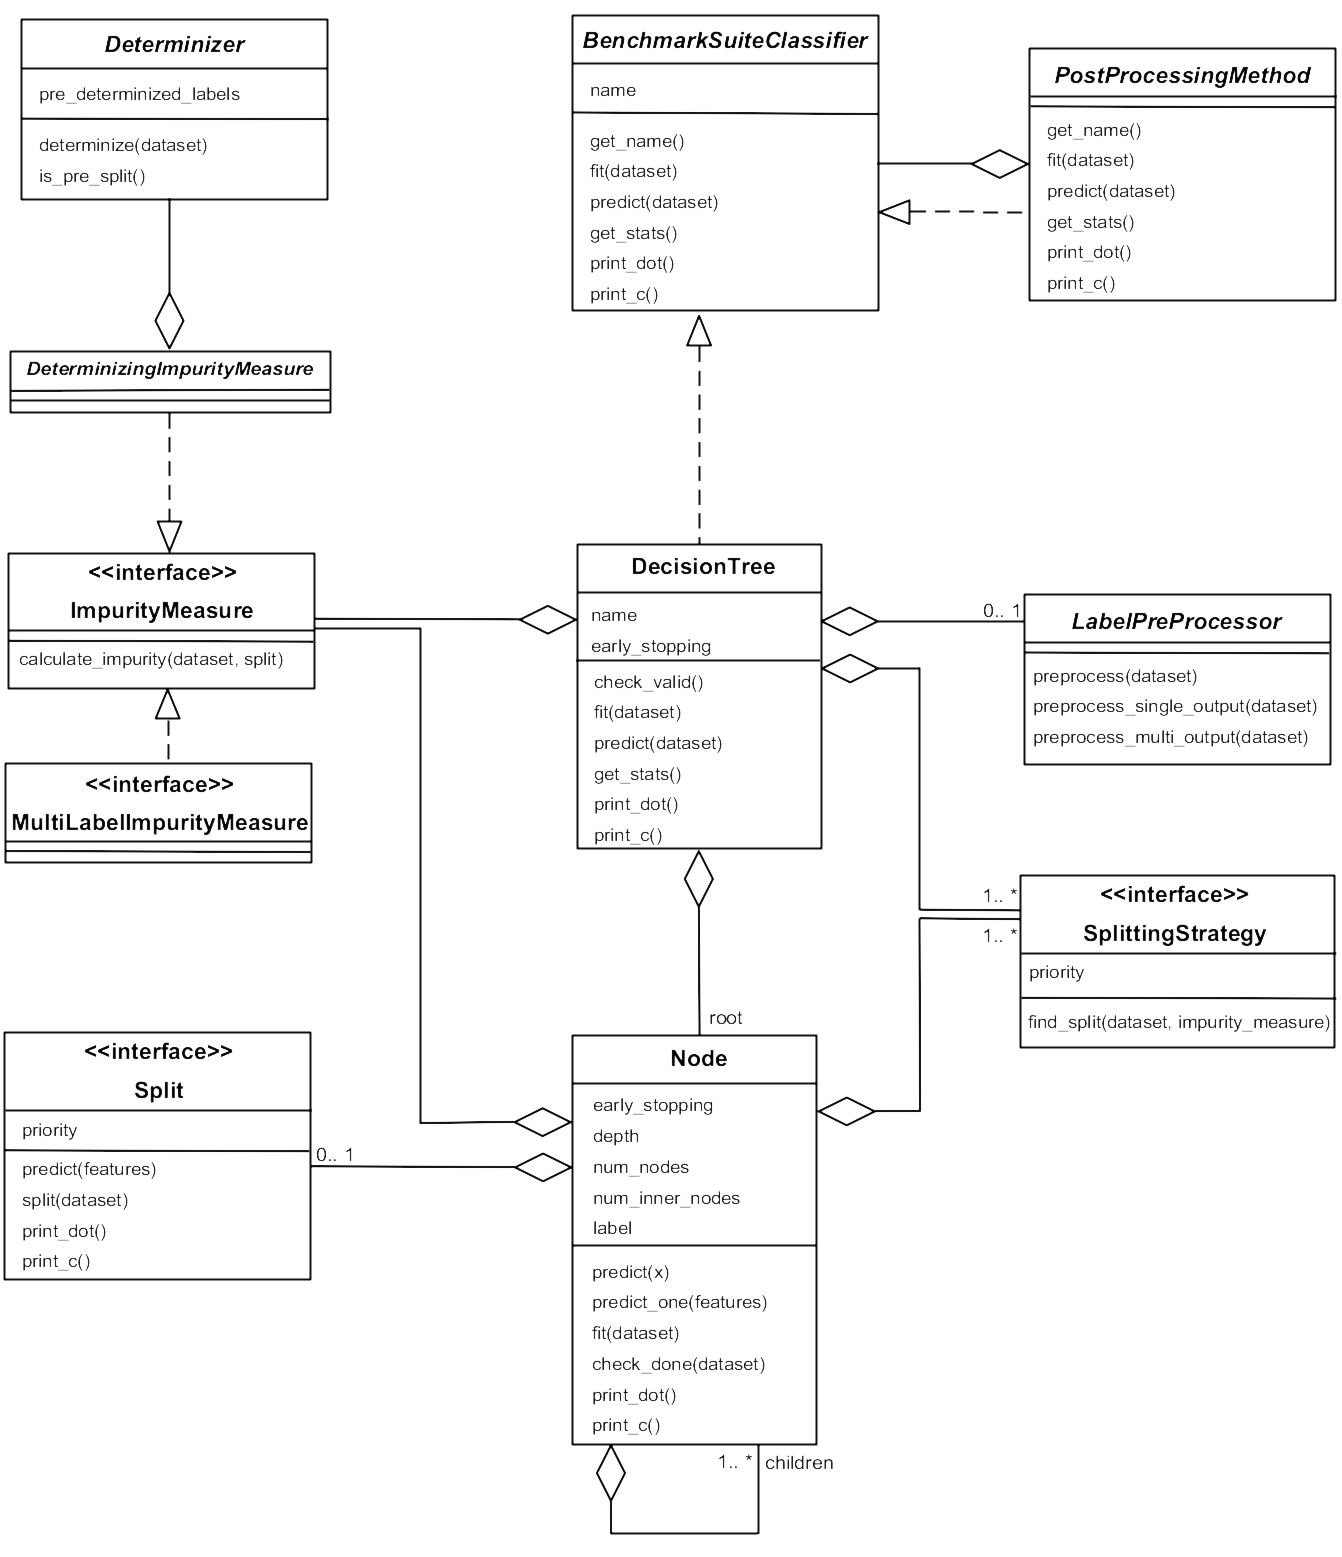 Determinizer
pre_determinized_labels
determinize(dataset)
is_pre_split()
BenchmarkSuiteClassifier
name
get_name()
fit(dataset)
predict(dataset)
get_stats()
print_dot()
print_c()
PostProcessingMethod
get_name()
fit(dataset)
predict(dataset)
get_stats()
print_dot()
print_c()
DeterminizingImpurityMeasure
<<interface>>
ImpurityMeasure
calculate_impurity(dataset, split)
<<interface>>
MultiLabelImpurityMeasure
DecisionTree
name
early_stopping
check_valid()
fit(dataset)
predict(dataset)
get_stats()
print_dot()
print_c()
0.. 1
LabelPreProcessor
preprocess(dataset)
preprocess_single_output(dataset)
preprocess_multi_output(dataset)
1.. *
1.. *
<<interface>>
SplittingStrategy
priority
find_split(dataset, impurity_measure)
root
<<interface>>
Split
priority
predict(features)
split(dataset)
print_dot()
print_c()
0.. 1
Node
early_stopping
depth
num_nodes
num_inner_nodes
label
predict(x)
predict_one(features)
fit(dataset)
check_done(dataset)
print_dot()
print_c()
1.. * children